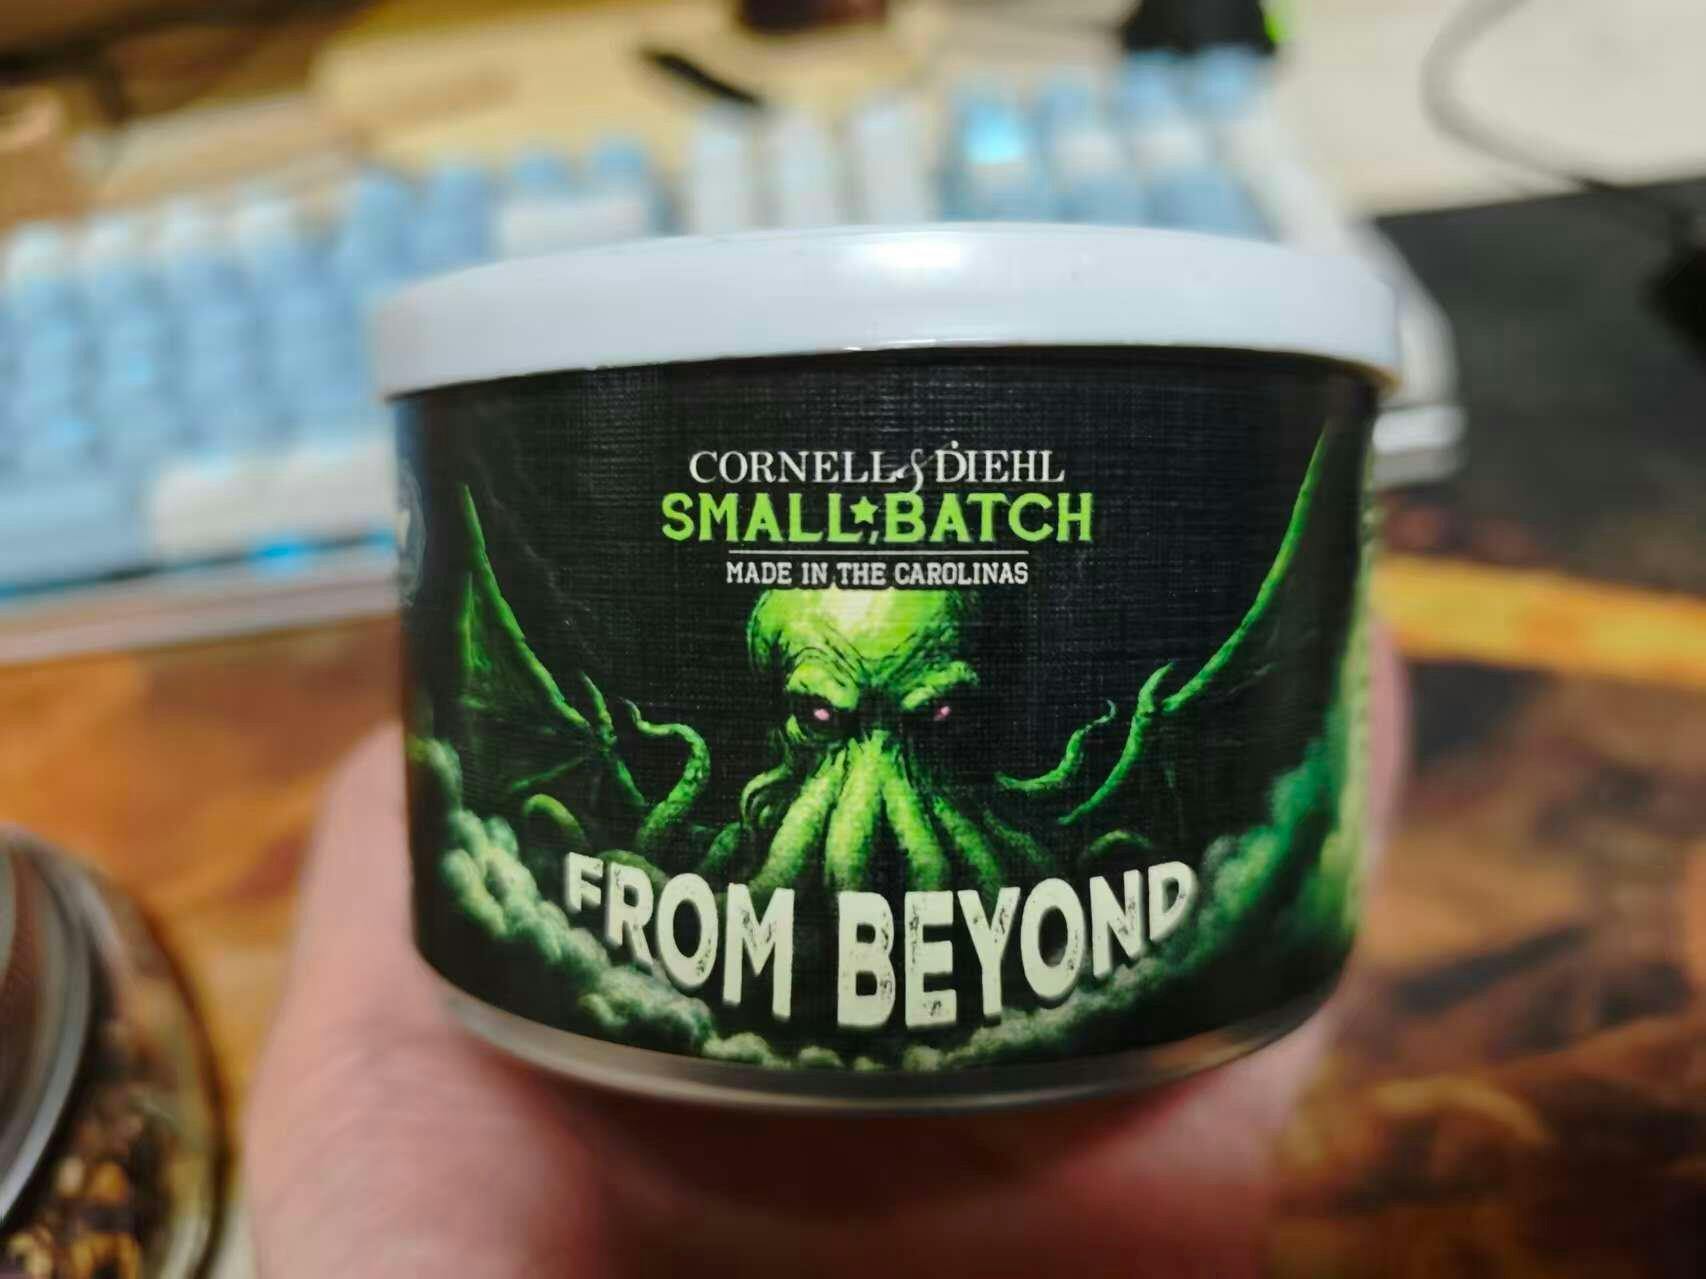 CORNELL & DIEHL
SMALL★BATCH
MADE IN THE CAROLINAS
FROM BEYOND